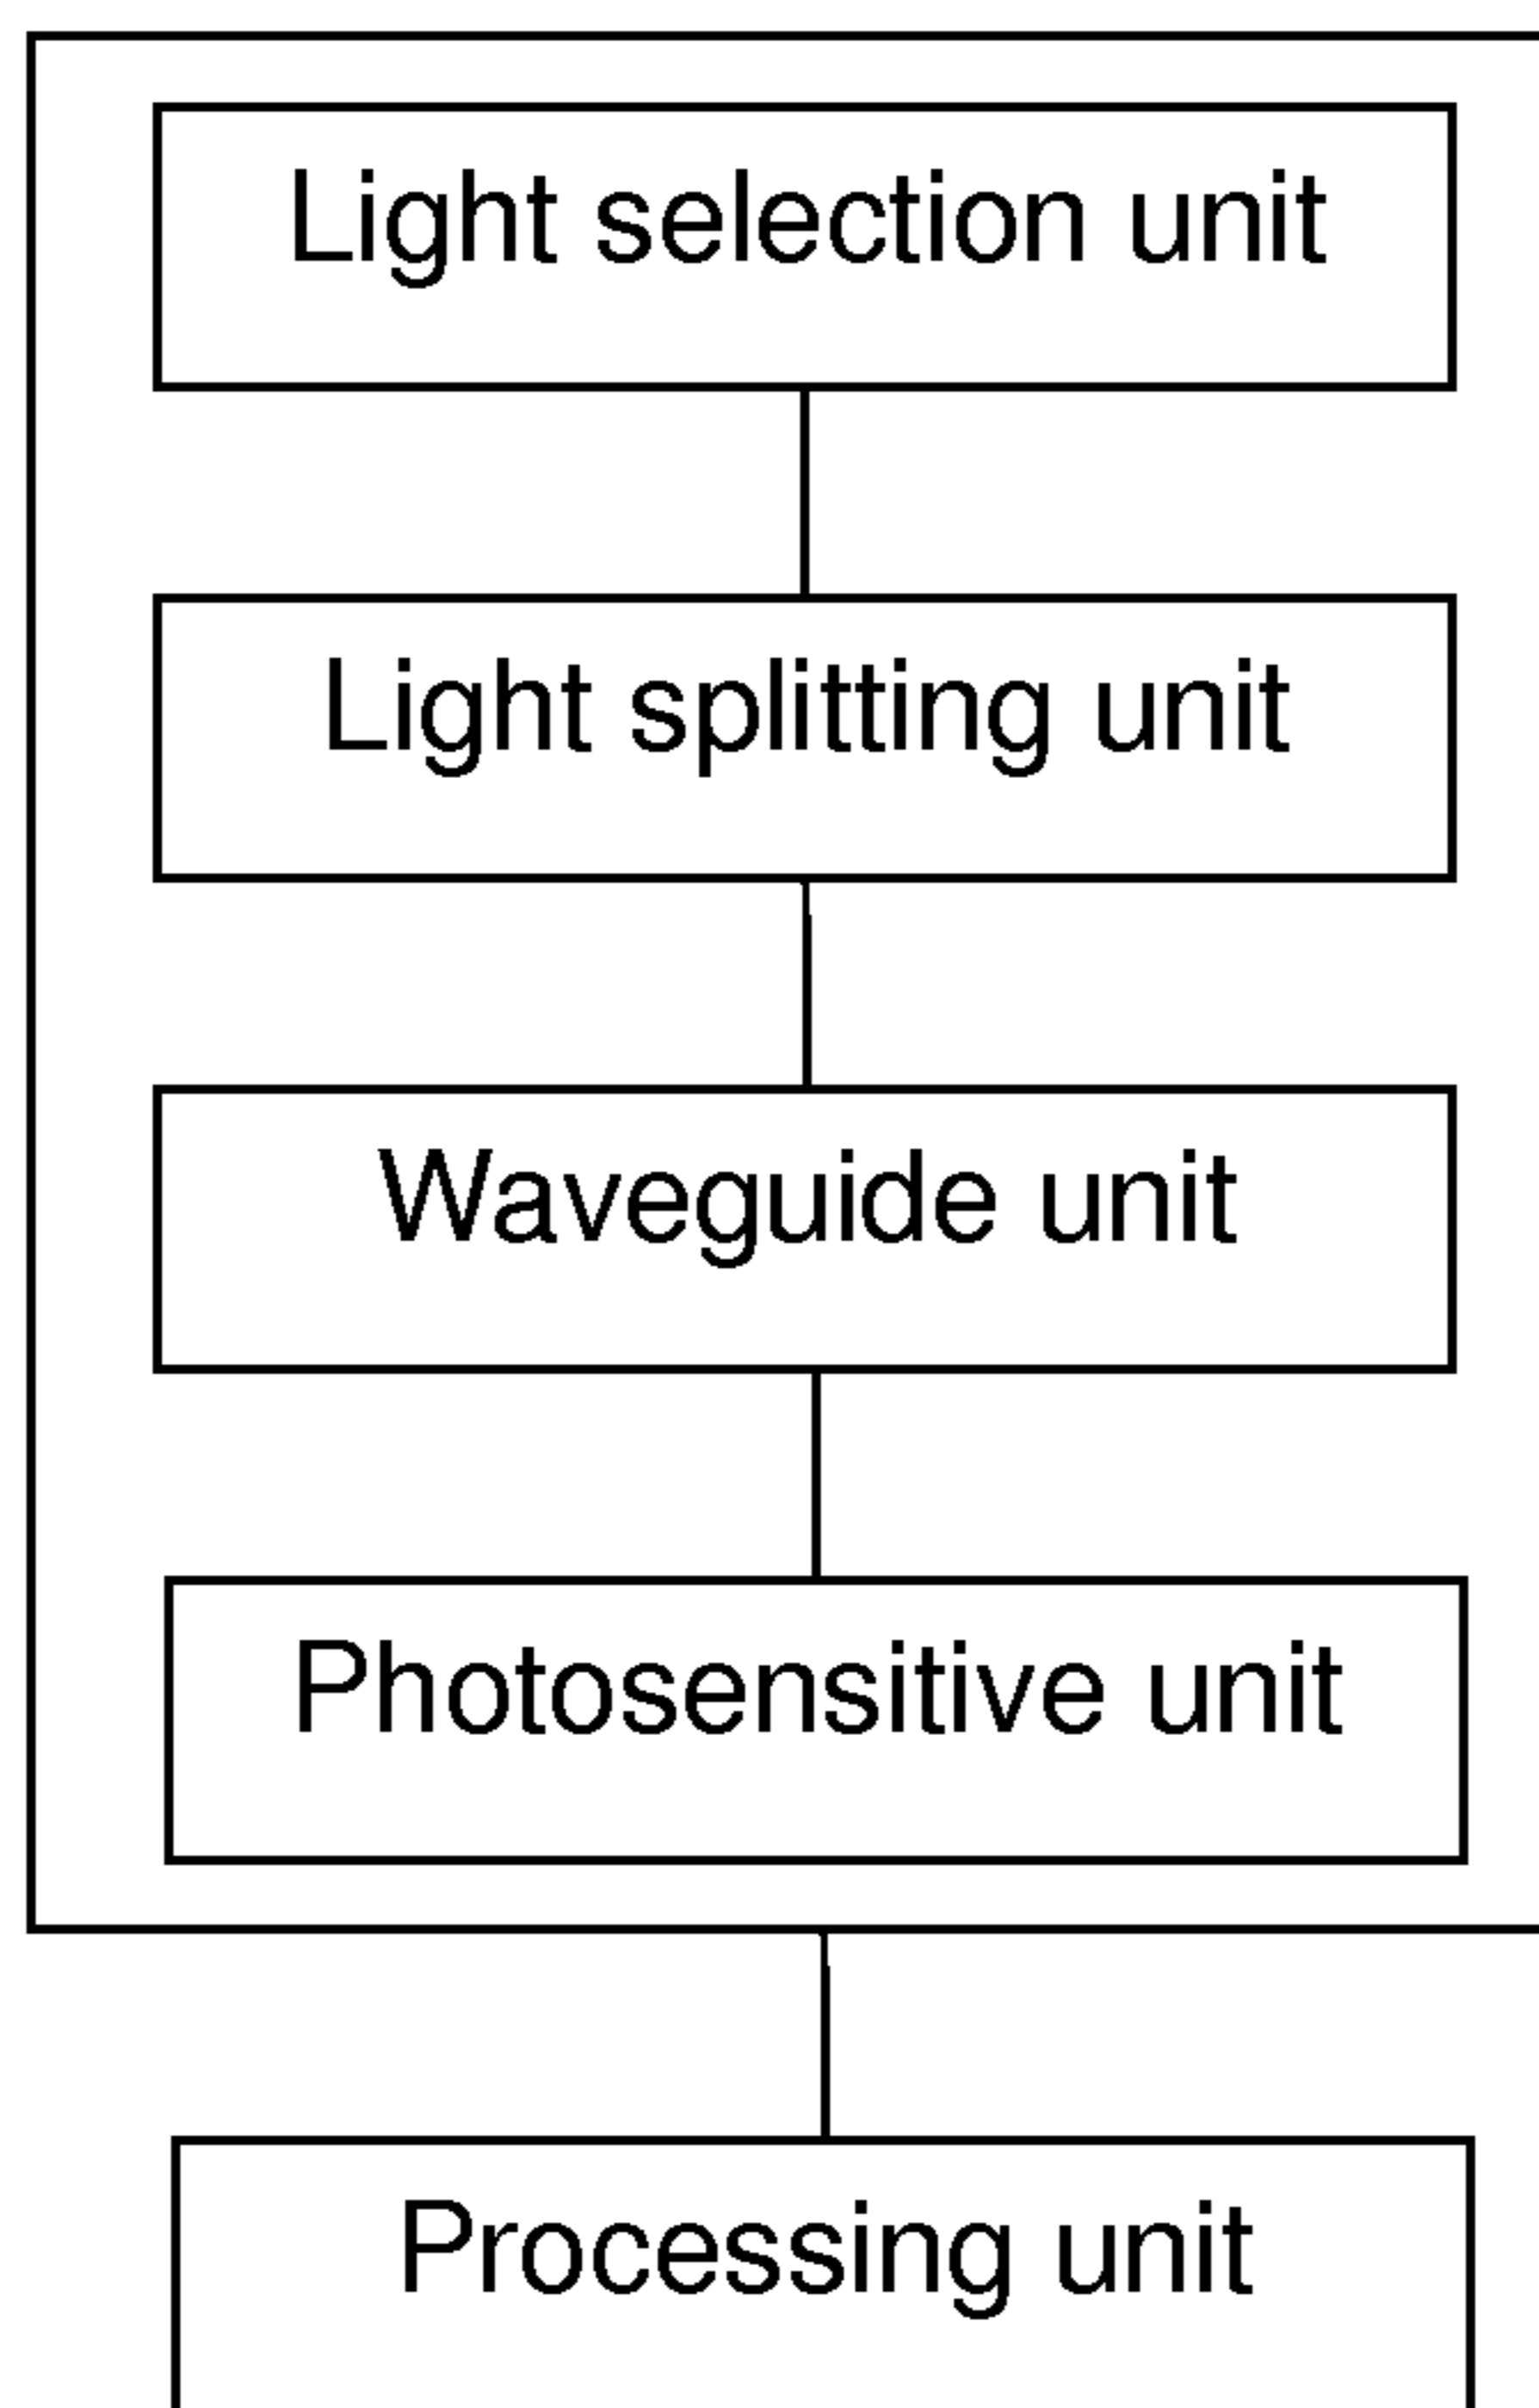 Light selection unit
Light splitting unit
Waveguide unit
Photosensitive unit
Processing unit